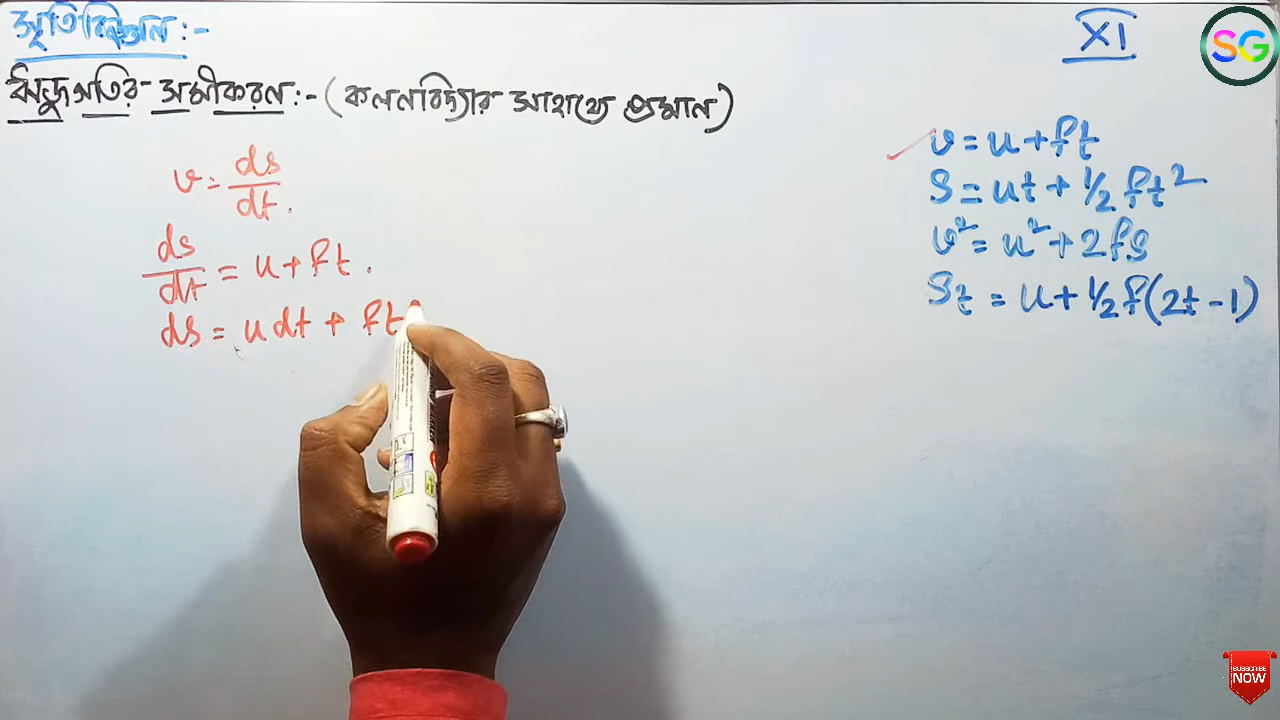 সৃতিবিজ্ঞান:-
XI
SG
ঋজুগতির সমীকরণ:- (কলনবিদ্যার সাহায্যে প্রমান)
v = ds/dt.
ds/dt = u + ft.
ds = u dt + ft
v = u + ft
S = ut + 1/2 ft²
v² = u² + 2fs
St = u + 1/2 f(2t - 1)
SUBSCRIBE
NOW